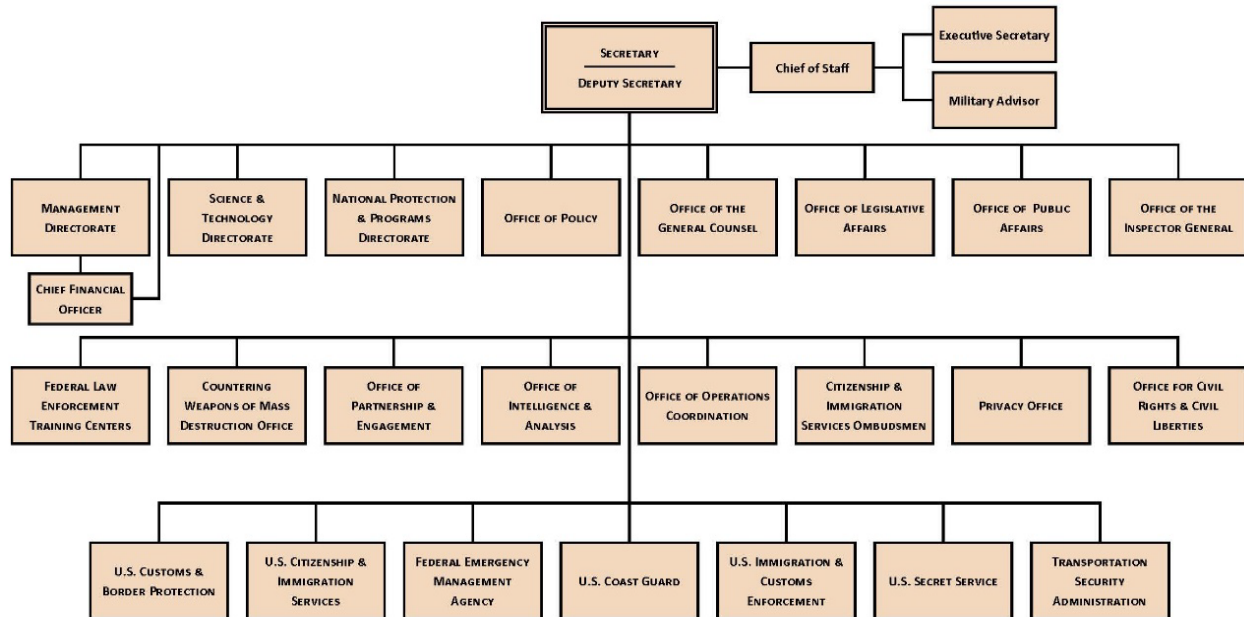 SECRETARY
DEPUTY SECRETARY
Chief of Staff
Executive Secretary
Military Advisor
MANAGEMENT
DIRECTORATE
SCIENCE &
TECHNOLOGY
DIRECTORATE
NATIONAL PROTECTION
& PROGRAMS
DIRECTORATE
OFFICE OF POLICY
OFFICE OF THE
GENERAL COUNSEL
OFFICE OF LEGISLATIVE
AFFAIRS
OFFICE OF PUBLIC
AFFAIRS
OFFICE OF THE
INSPECTOR GENERAL
CHIEF FINANCIAL
OFFICER
FEDERAL LAW
ENFORCEMENT
TRAINING CENTERS
COUNTERING
WEAPONS OF MASS
DESTRUCTION OFFICE
OFFICE OF
PARTNERSHIP &
ENGAGEMENT
OFFICE OF
INTELLIGENCE &
ANALYSIS
OFFICE OF OPERATIONS
COORDINATION
CITIZENSHIP &
IMMIGRATION
SERVICES OMBUDSMEN
PRIVACY OFFICE
OFFICE FOR CIVIL
RIGHTS & CIVIL
LIBERTIES
U.S. CUSTOMS &
BORDER PROTECTION
U.S. CITIZENSHIP &
IMMIGRATION
SERVICES
FEDERAL EMERGENCY
MANAGEMENT
AGENCY
U.S. COAST GUARD
U.S. IMMIGRATION &
CUSTOMS
ENFORCEMENT
U.S. SECRET SERVICE
TRANSPORTATION
SECURITY
ADMINISTRATION